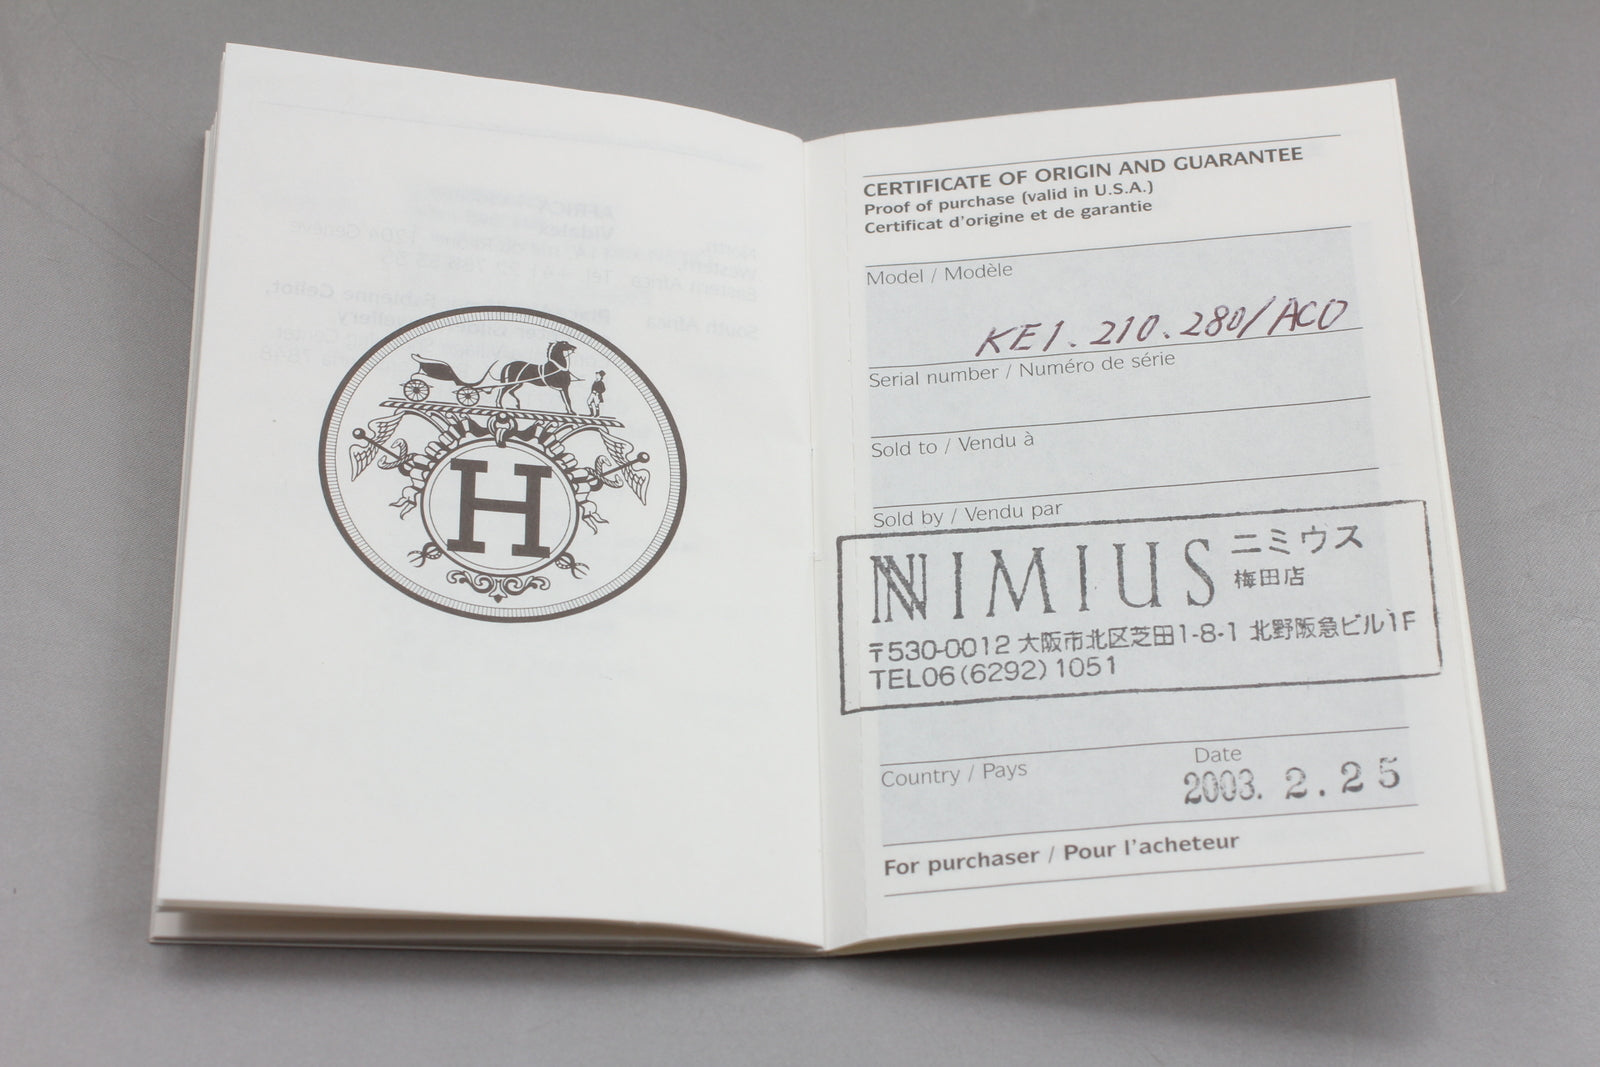 H
CERTIFICATE OF ORIGIN AND GUARANTEE
Proof of purchase (valid in U.S.A.)
Certificat d'origine et de garantie
Model / Modèle
KE1.210.280/ACO
Serial number / Numéro de série
Sold to / Vendu à
Sold by / Vendu par
NIMIUS ニミウス
梅田店
〒530-0012 大阪市北区芝田1-8-1 北野阪急ビル1F
TEL06(6292)1051
Country / Pays
Date
2003. 2. 25
For purchaser / Pour l'acheteur